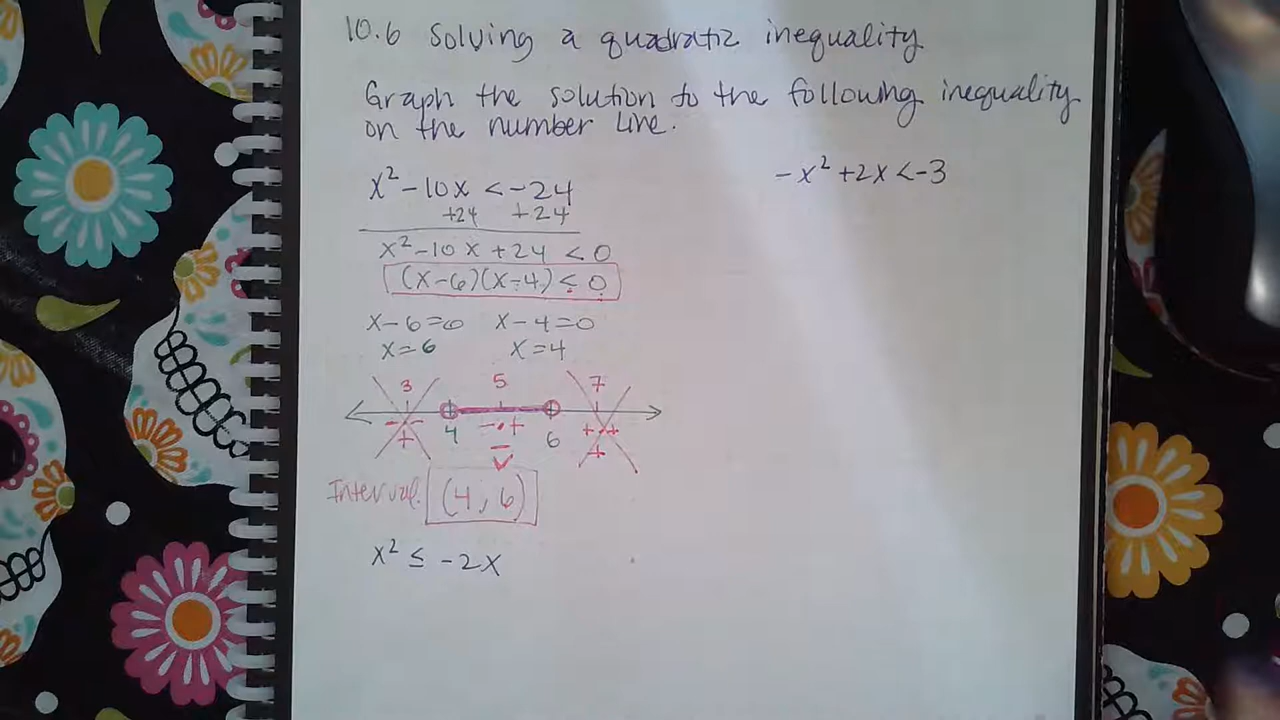 10.6 Solving a quadratic inequality
Graph the solution to the following inequality
on the number line.
x² - 10x < -24
+24 +24
x² - 10x + 24 < 0
(x-6)(x-4) < 0
x-6=0 x-4=0
x=6 x=4
3 5 7
4 - · + 6 + · +
+ - +
Interval: (4, 6)
x² ≤ -2x
-x² + 2x < -3